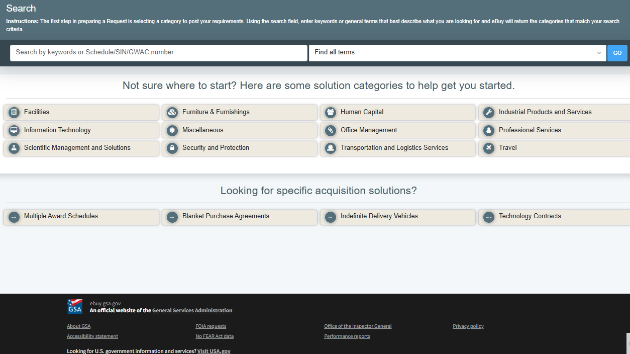 Search
Instructions: The first step in preparing a Request is selecting a category to post your requirements. Using the search field, enter keywords or general terms that best describe what you are looking for and eBuy will return the categories that match your search
criteria
Search by keywords or Schedule/SIN/GWAC number
Find all terms
GO
Not sure where to start? Here are some solution categories to help get you started.
Facilities
Furniture & Furnishings
Human Capital
Industrial Products and Services
Information Technology
Miscellaneous
Office Management
Professional Services
Scientific Management and Solutions
Security and Protection
Transportation and Logistics Services
Travel
Looking for specific acquisition solutions?
Multiple Award Schedules
Blanket Purchase Agreements
Indefinite Delivery Vehicles
Technology Contracts
GSA
ebuy.gsa.gov
An official website of the General Services Administration
About GSA
FOIA requests
Office of the Inspector General
Privacy policy
Accessibility statement
No FEAR Act data
Performance reports
Looking for U.S. government information and services? Visit USA.gov